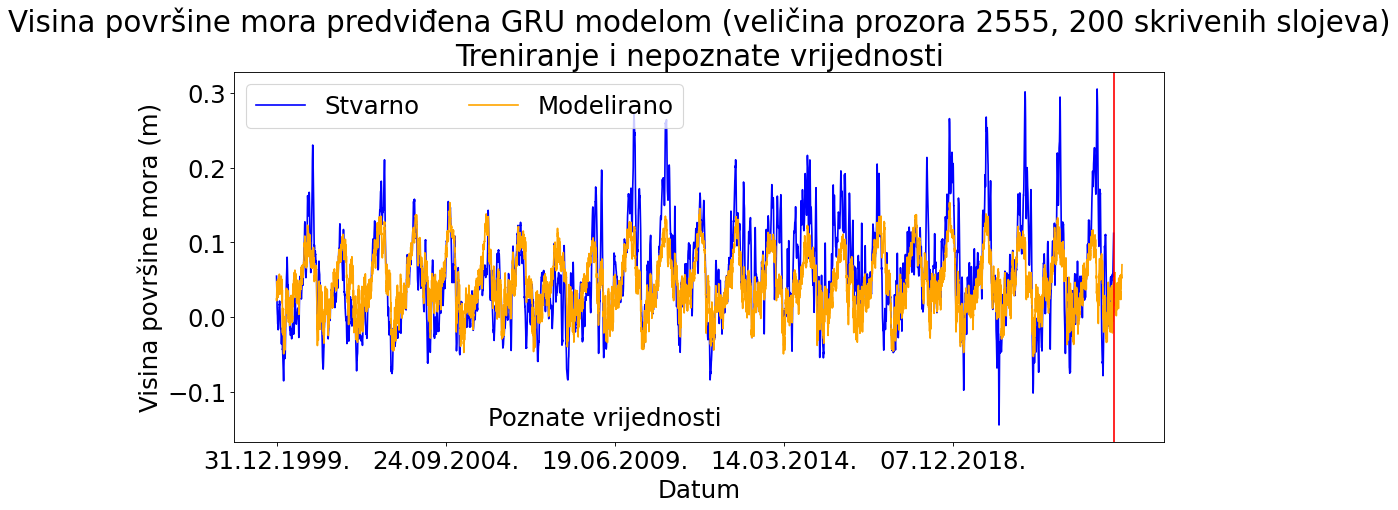 Visina površine mora predviđena GRU modelom (veličina prozora 2555, 200 skrivenih slojeva)
Treniranje i nepoznate vrijednosti
Stvarno
Modelirano
Visina površine mora (m)
0.3
0.2
0.1
0.0
−0.1
Poznate vrijednosti
31.12.1999.
24.09.2004.
19.06.2009.
14.03.2014.
07.12.2018.
Datum